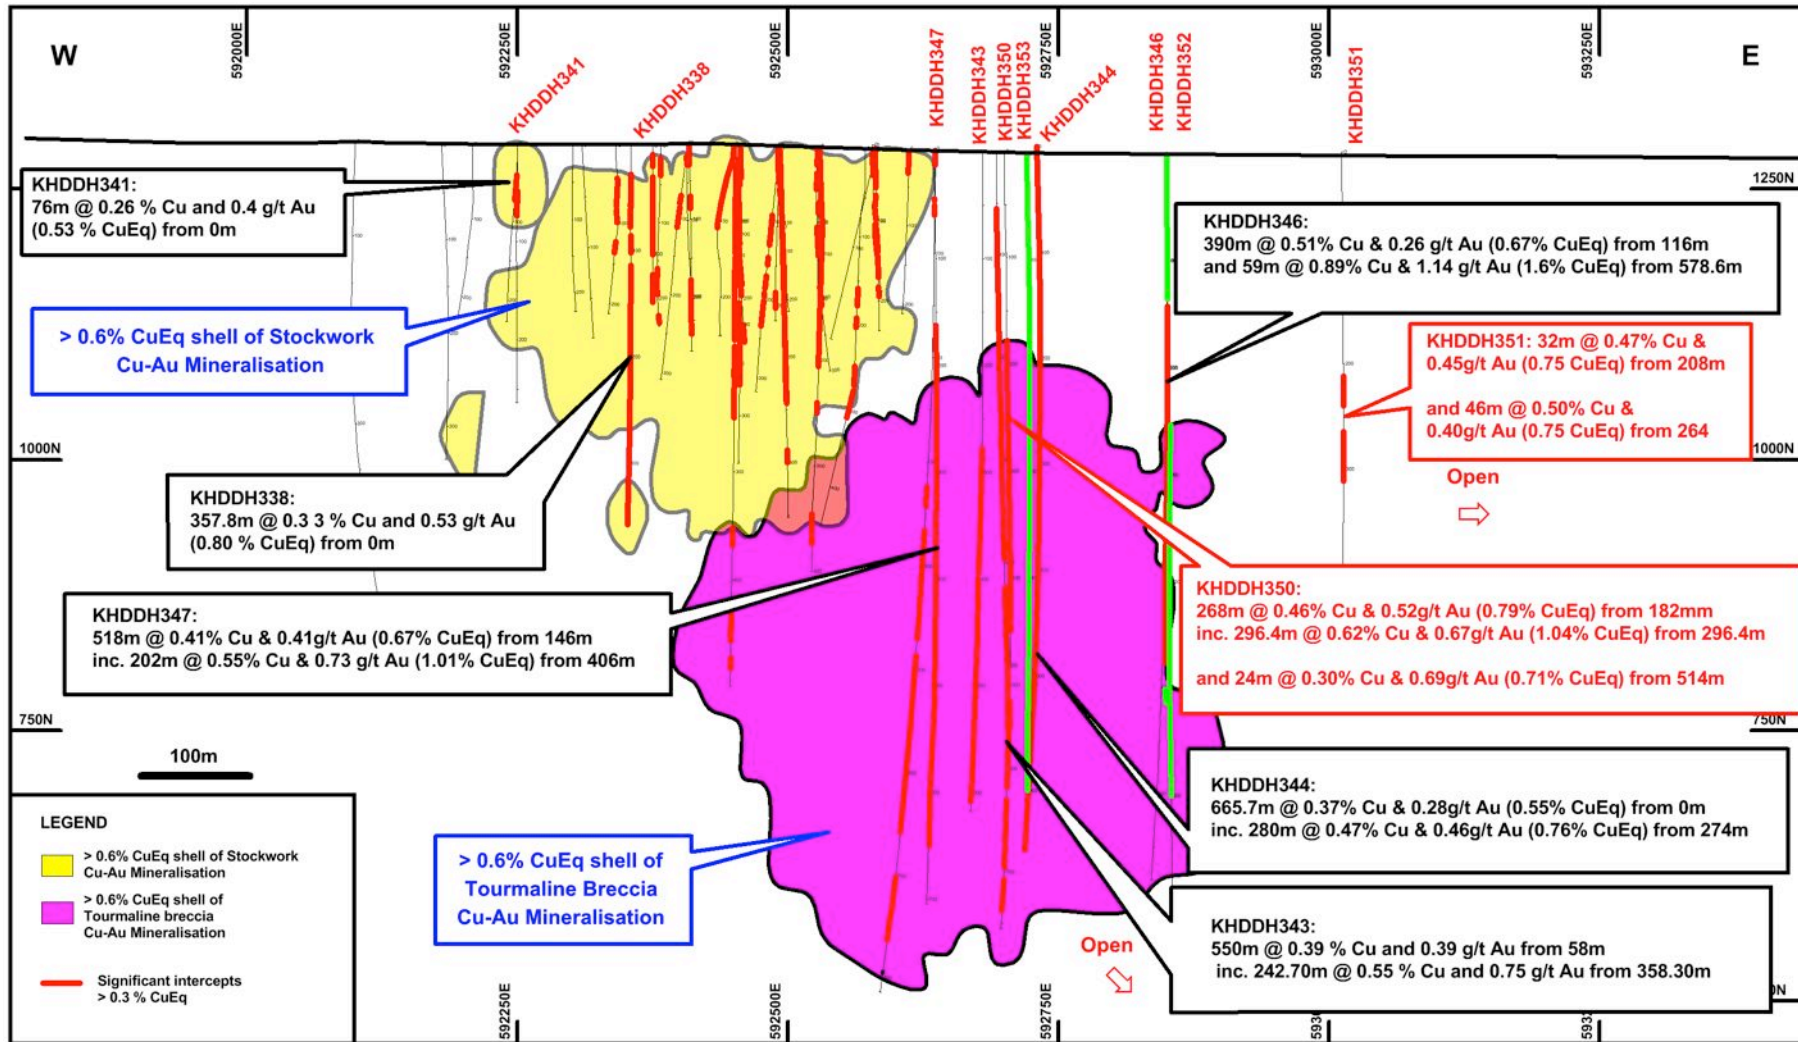 W
592000E
592250E
592500E
592750E
593000E
593250E
E
KHDDH341
KHDDH338
KHDDH347
KHDDH343
KHDDH350
KHDDH353
KHDDH344
KHDDH346
KHDDH352
KHDDH351
1250N
KHDDH341:
76m @ 0.26 % Cu and 0.4 g/t Au
(0.53 % CuEq) from 0m
KHDDH346:
390m @ 0.51% Cu & 0.26 g/t Au (0.67% CuEq) from 116m
and 59m @ 0.89% Cu & 1.14 g/t Au (1.6% CuEq) from 578.6m
> 0.6% CuEq shell of Stockwork
Cu-Au Mineralisation
KHDDH351: 32m @ 0.47% Cu &
0.45g/t Au (0.75 CuEq) from 208m
and 46m @ 0.50% Cu &
0.40g/t Au (0.75 CuEq) from 264
1000N
1000N
Open
KHDDH338:
357.8m @ 0.3 3 % Cu and 0.53 g/t Au
(0.80 % CuEq) from 0m
KHDDH350:
268m @ 0.46% Cu & 0.52g/t Au (0.79% CuEq) from 182mm
inc. 296.4m @ 0.62% Cu & 0.67g/t Au (1.04% CuEq) from 296.4m
and 24m @ 0.30% Cu & 0.69g/t Au (0.71% CuEq) from 514m
KHDDH347:
518m @ 0.41% Cu & 0.41g/t Au (0.67% CuEq) from 146m
inc. 202m @ 0.55% Cu & 0.73 g/t Au (1.01% CuEq) from 406m
750N
750N
100m
KHDDH344:
665.7m @ 0.37% Cu & 0.28g/t Au (0.55% CuEq) from 0m
inc. 280m @ 0.47% Cu & 0.46g/t Au (0.76% CuEq) from 274m
LEGEND
> 0.6% CuEq shell of Stockwork
Cu-Au Mineralisation
> 0.6% CuEq shell of
Tourmaline breccia
Cu-Au Mineralisation
Significant intercepts
> 0.3 % CuEq
> 0.6% CuEq shell of
Tourmaline Breccia
Cu-Au Mineralisation
Open
KHDDH343:
550m @ 0.39 % Cu and 0.39 g/t Au from 58m
inc. 242.70m @ 0.55 % Cu and 0.75 g/t Au from 358.30m
592250E
592500E
592750E